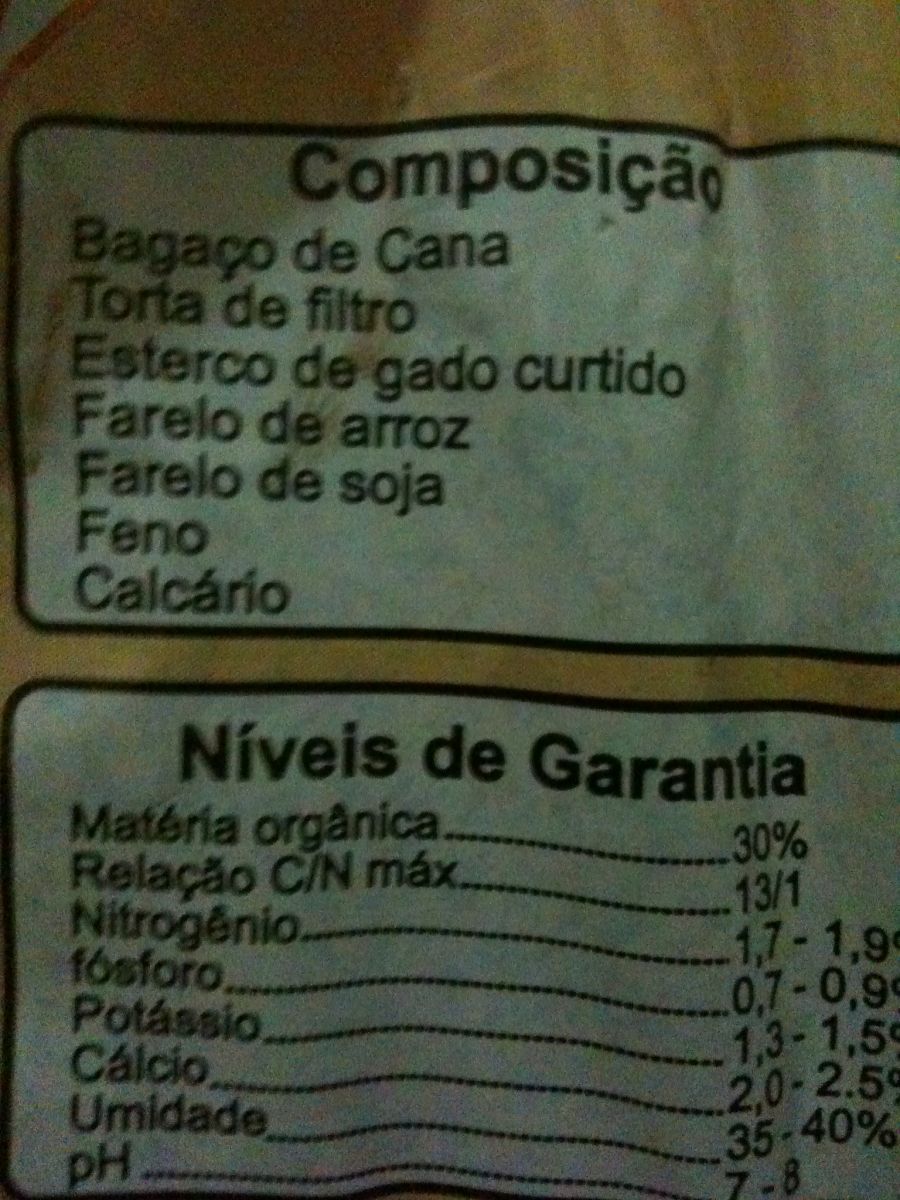 Composição
Bagaço de Cana
Torta de filtro
Esterco de gado curtido
Farelo de arroz
Farelo de soja
Feno
Calcário
Níveis de Garantia
Matéria orgânica........................30%
Relação C/N máx........................13/1
Nitrogênio........................1,7 - 1,9%
fósforo........................0,7 - 0,9%
Potássio........................1,3 - 1,5%
Cálcio........................2,0 - 2.5%
Umidade........................35 - 40%
pH........................7 - 8